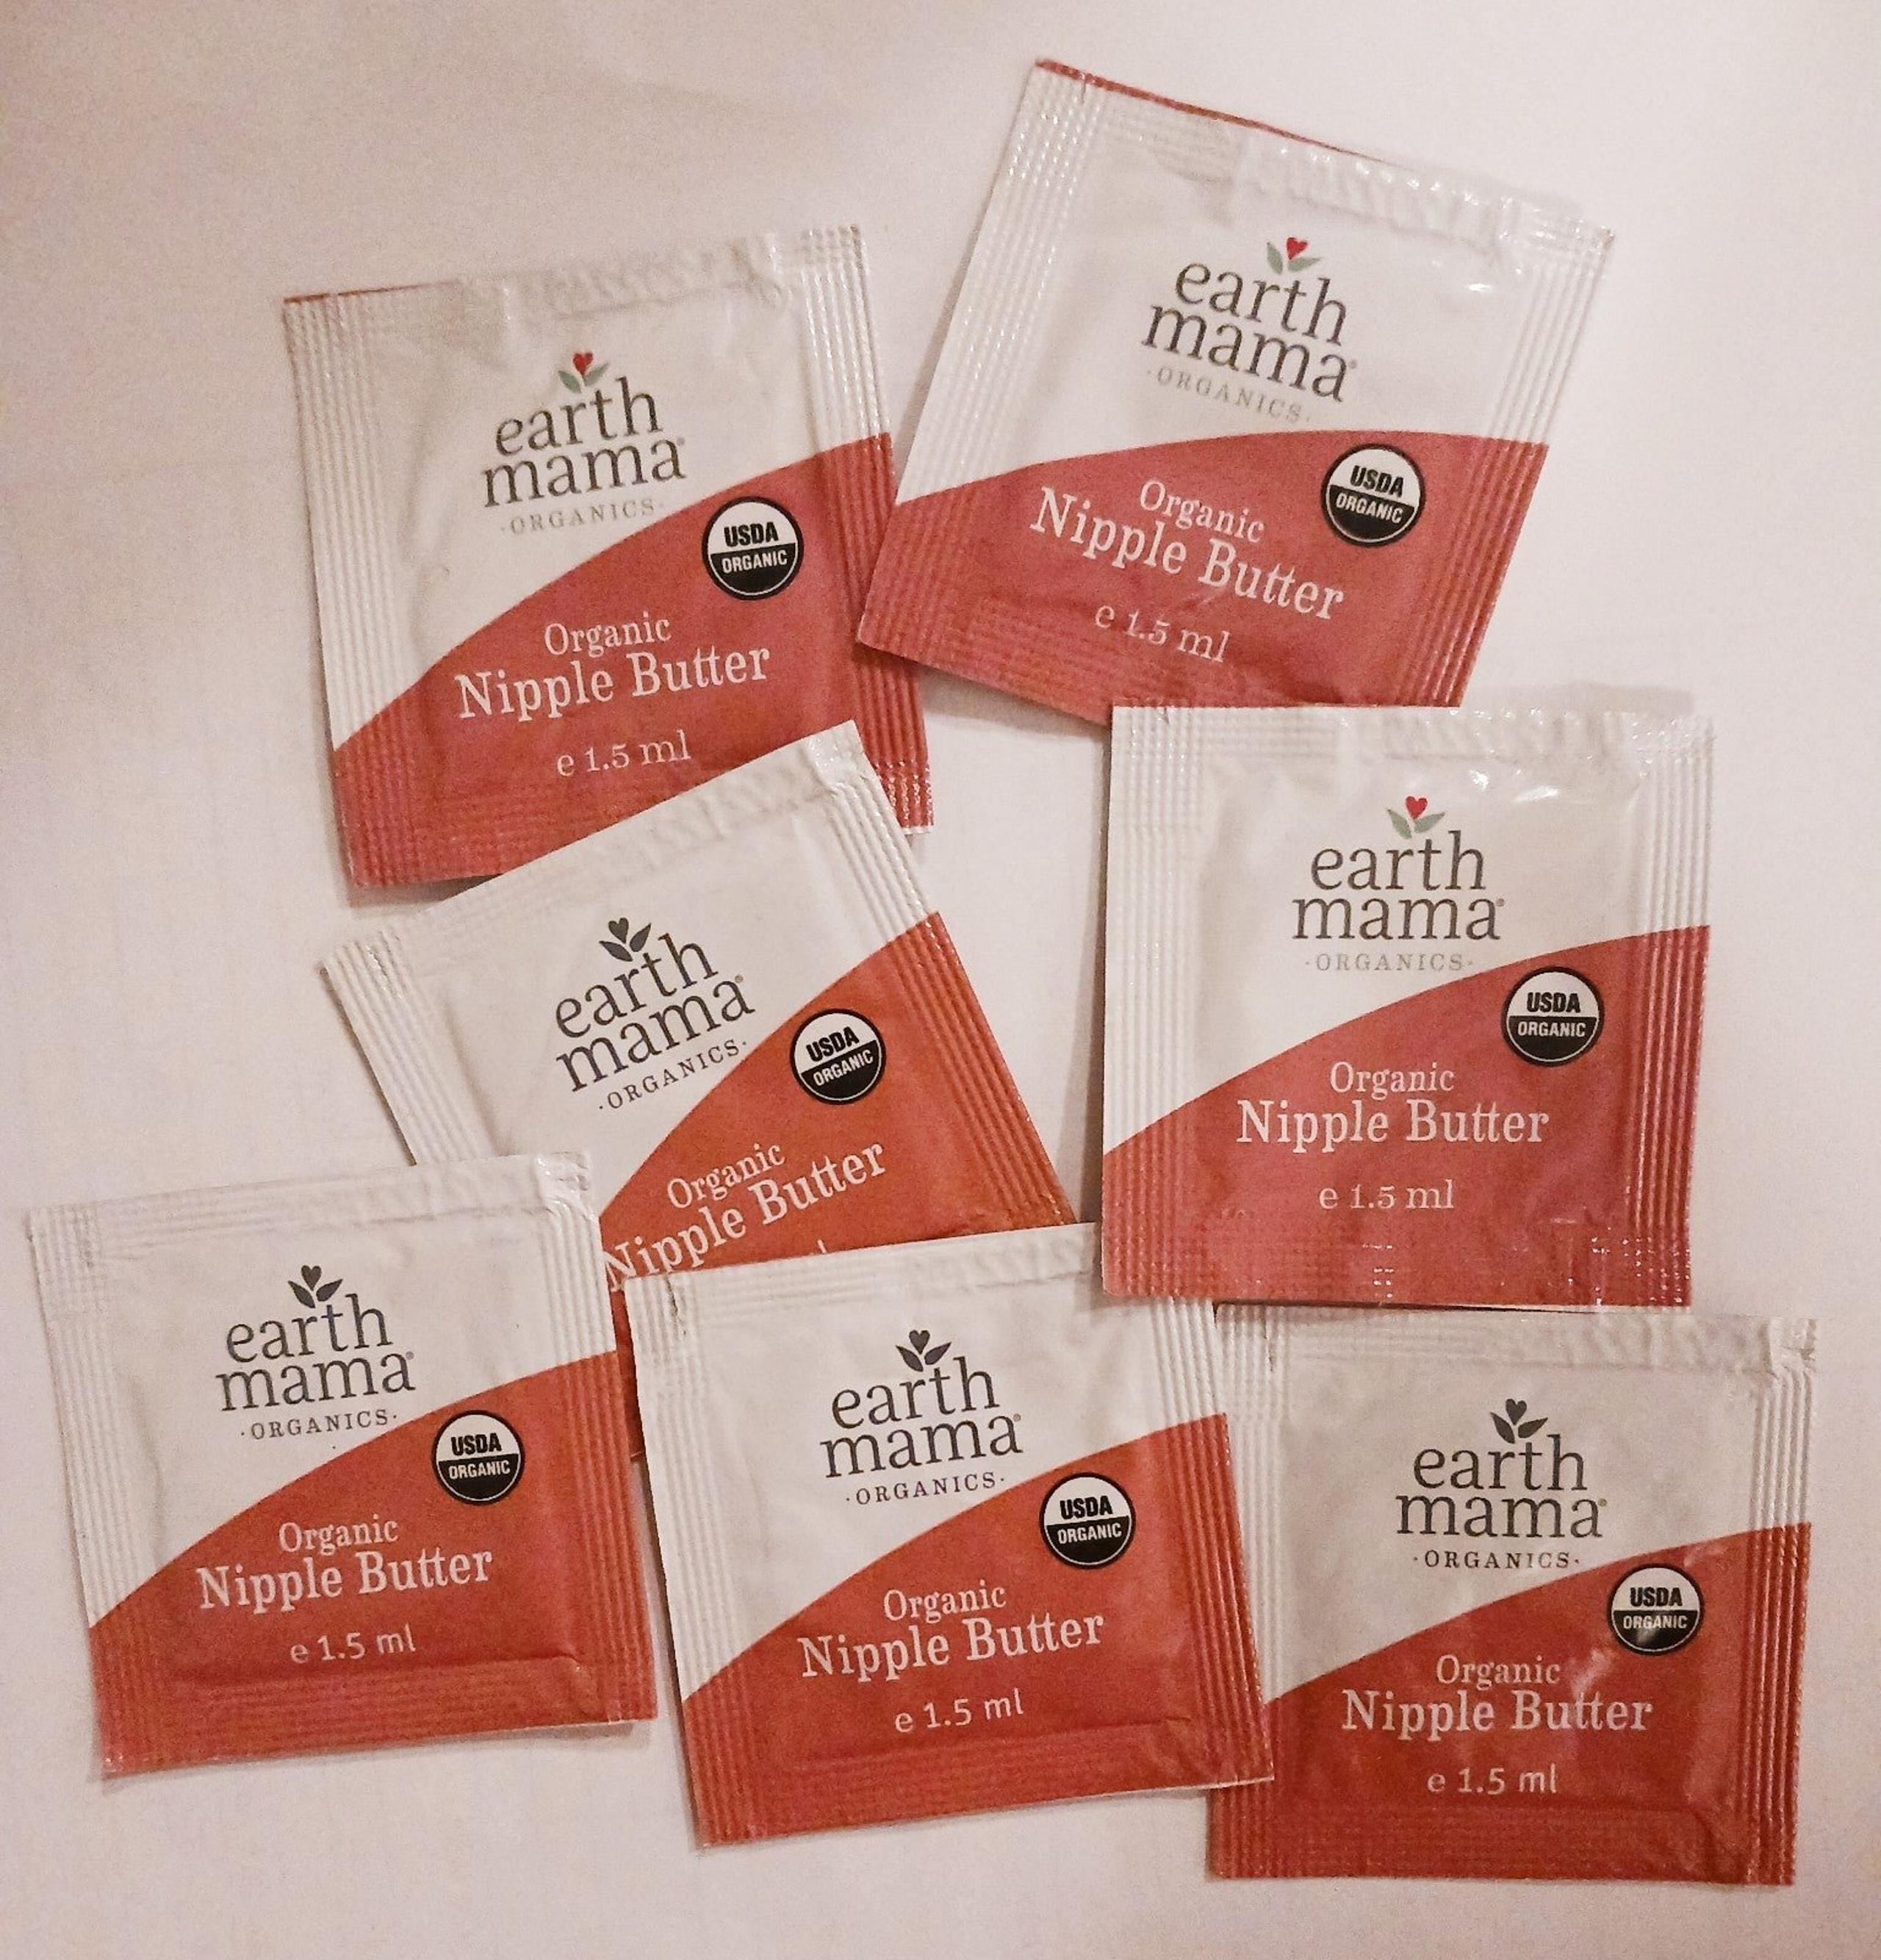 earth
mama
·ORGANICS·
USDA
ORGANIC
Organic
Nipple Butter
e 1.5 ml
earth
mama
·ORGANICS·
USDA
ORGANIC
Organic
Nipple Butter
e 1.5 ml
earth
mama
·ORGANICS·
USDA
ORGANIC
Organic
Nipple Butter
earth
mama
·ORGANICS·
USDA
ORGANIC
Organic
Nipple Butter
e 1.5 ml
earth
mama
·ORGANICS·
USDA
ORGANIC
Organic
Nipple Butter
e 1.5 ml
earth
mama
·ORGANICS·
USDA
ORGANIC
Organic
Nipple Butter
e 1.5 ml
earth
mama
·ORGANICS·
USDA
ORGANIC
Organic
Nipple Butter
e 1.5 ml